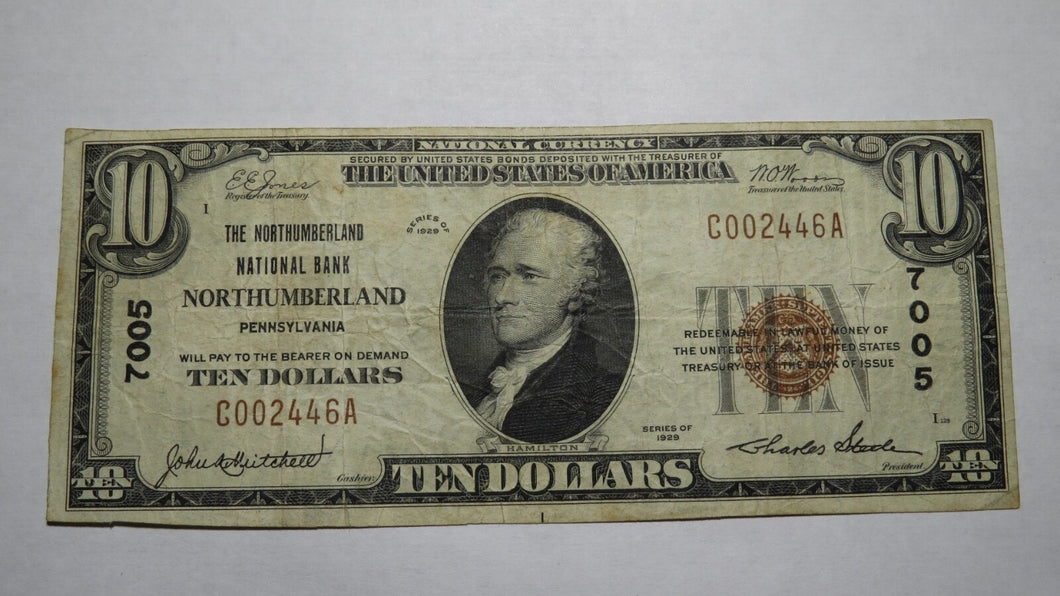 NATIONAL CURRENCY
SECURED BY UNITED STATES BONDS DEPOSITED WITH THE TREASURER OF
THE UNITED STATES OF AMERICA
10
10
E E Jones
Register of the Treasury.
W O Woods
Treasurer of the United States.
I
SERIES OF
1929
THE NORTHUMBERLAND
NATIONAL BANK
NORTHUMBERLAND
PENNSYLVANIA
WILL PAY TO THE BEARER ON DEMAND
TEN DOLLARS
C002446A
7005
C002446A
7005
TEN
REDEEMABLE IN LAWFUL MONEY OF
THE UNITED STATES AT UNITED STATES
TREASURY OR AT THE BANK OF ISSUE
SERIES OF
1929
HAMILTON
Cashier.
Charles Steele
President.
TEN
10
TEN DOLLARS
TEN
10